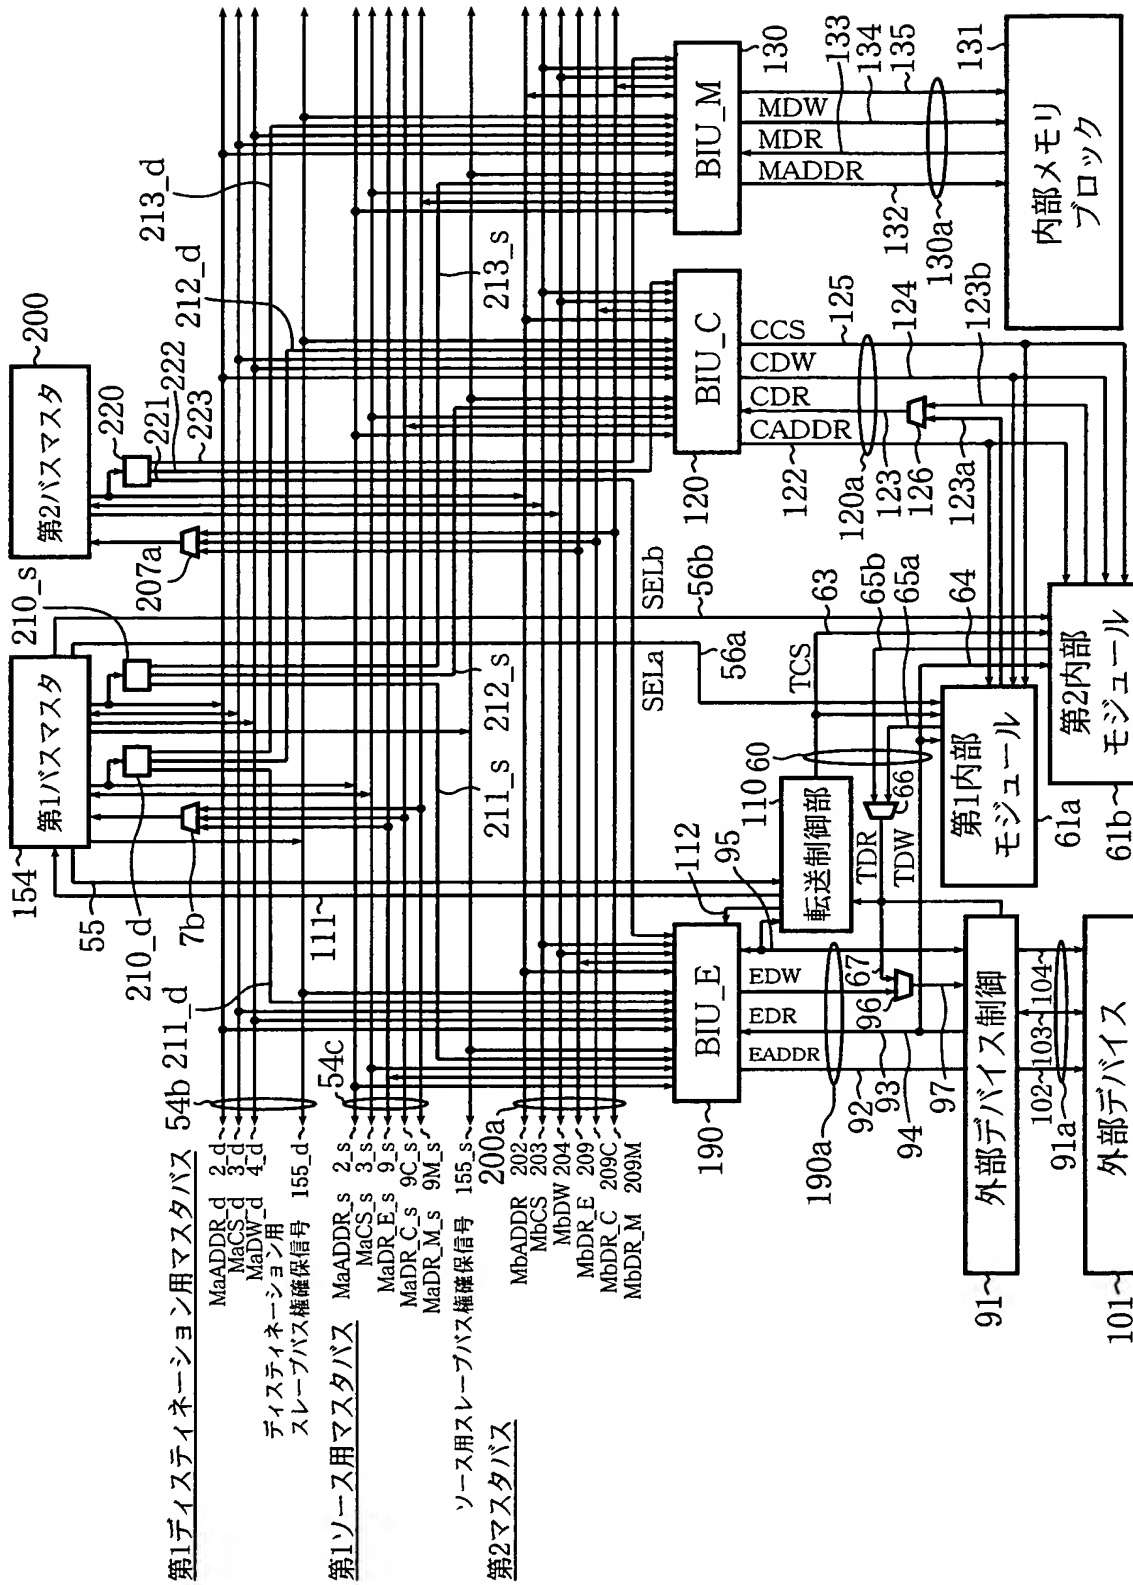 第1ディスティネーション用マスタバス
MaADDR_d 2_d
MaCS_d 3_d
MaDW_d 4_d
ディスティネーション用
スレーブバス権確保信号 155_d
第1ソース用マスタバス
MaADDR_s 2_s
MaCS_s 3_s
MaDR_E_s 9_s
MaDR_C_s 9C_s
MaDR_M_s 9M_s
ソース用スレーブバス権確保信号 155_s
第2マスタバス
200a
MbADDR 202
MbCS 203
MbDW 204
MbDR_E 209
MbDR_C 209C
MbDR_M 209M
54b
54c
154
第1バスマスタ
55
111
210_d
7b
211_d
210_s
211_s
212_s
第2バスマスタ
200
207a
220
221
222
223
212_d
213_d
213_s
SELa
56a
SELb
56b
190
BIU_E
112
95
EDW
EDR
EADDR
190a
92
93
94
96
67
97
110
転送制御部
60
TCS
63
65b
65a
64
66
TDR
TDW
120
BIU_C
CCS
CDW
CDR
CADDR
120a
122
123
124
125
126
123a
123b
BIU_M
130
MDW
MDR
MADDR
130a
132
133
134
135
内部メモリ
ブロック
131
第1内部
モジュール
61a
第2内部
モジュール
61b
91
外部デバイス制御
102
103
104
91a
101
外部デバイス